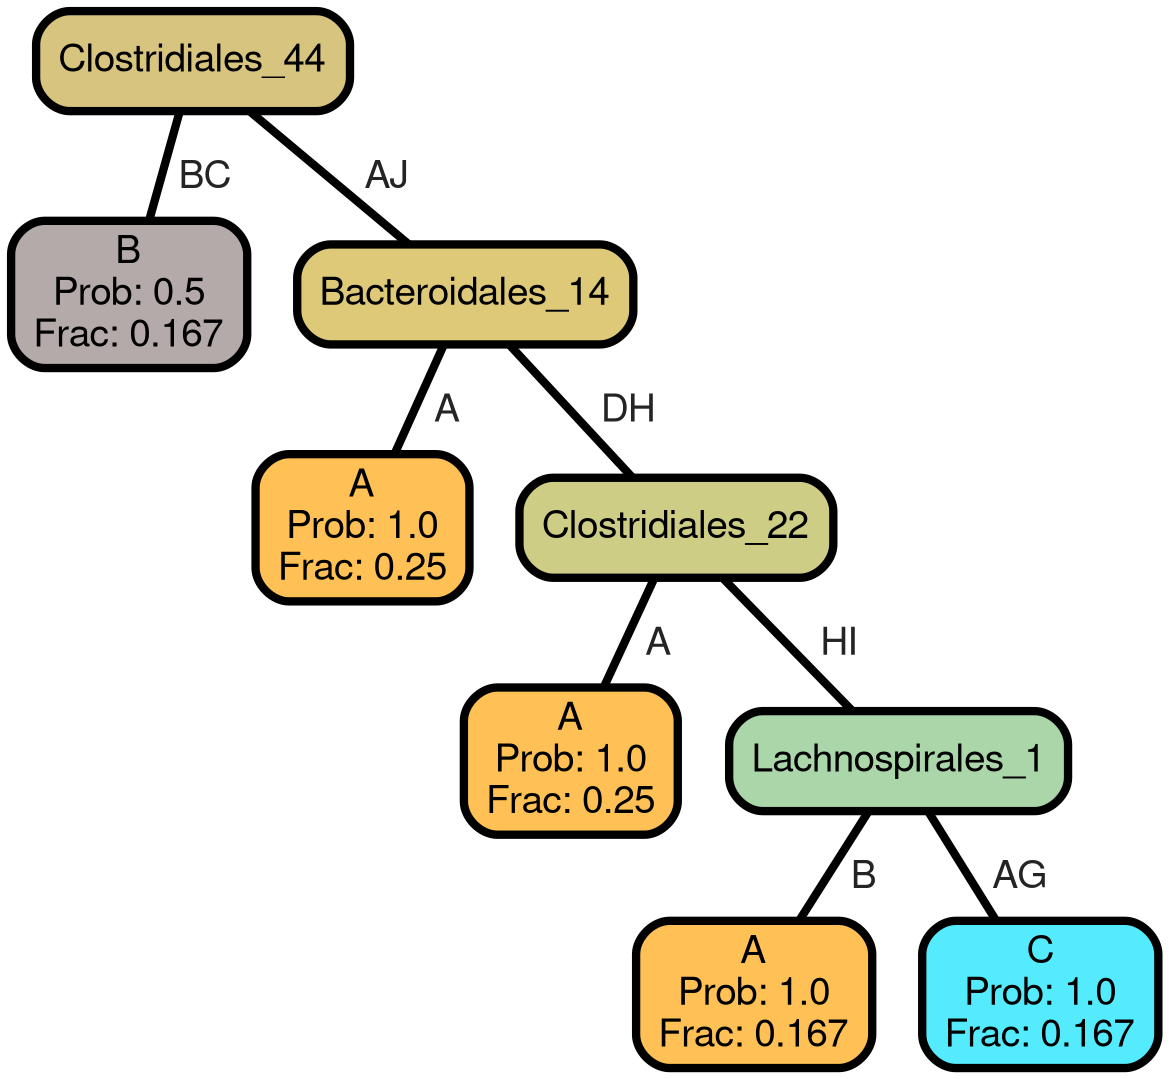 Clostridiales_44
BC
AJ
B
Prob: 0.5
Frac: 0.167
Bacteroidales_14
A
DH
A
Prob: 1.0
Frac: 0.25
Clostridiales_22
A
HI
A
Prob: 1.0
Frac: 0.25
Lachnospirales_1
B
AG
A
Prob: 1.0
Frac: 0.167
C
Prob: 1.0
Frac: 0.167